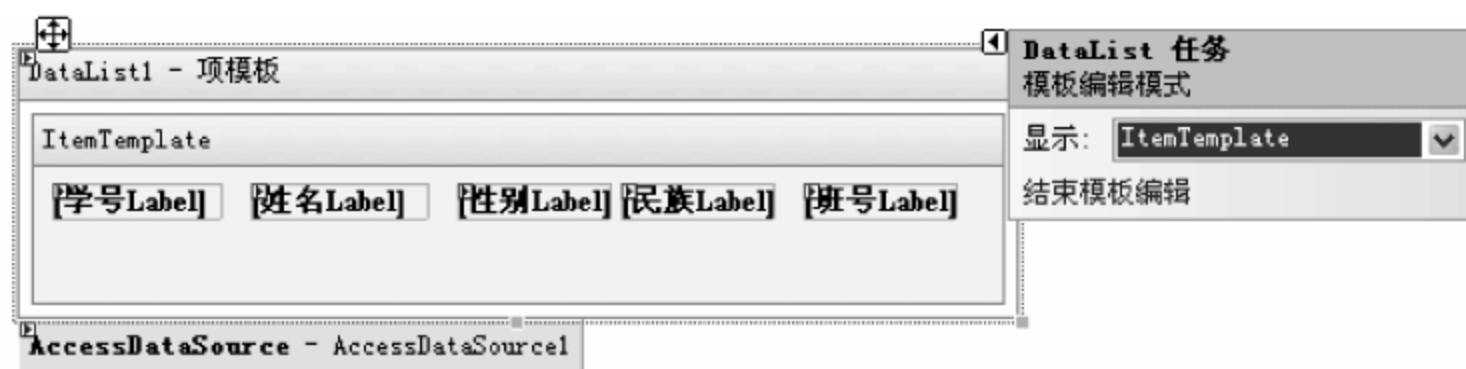 DataList1 - 项模板
DataList 任务
模板编辑模式
ItemTemplate
显示: ItemTemplate
[学号Label] [姓名Label] [性别Label] [民族Label] [班号Label]
结束模板编辑
AccessDataSource - AccessDataSource1